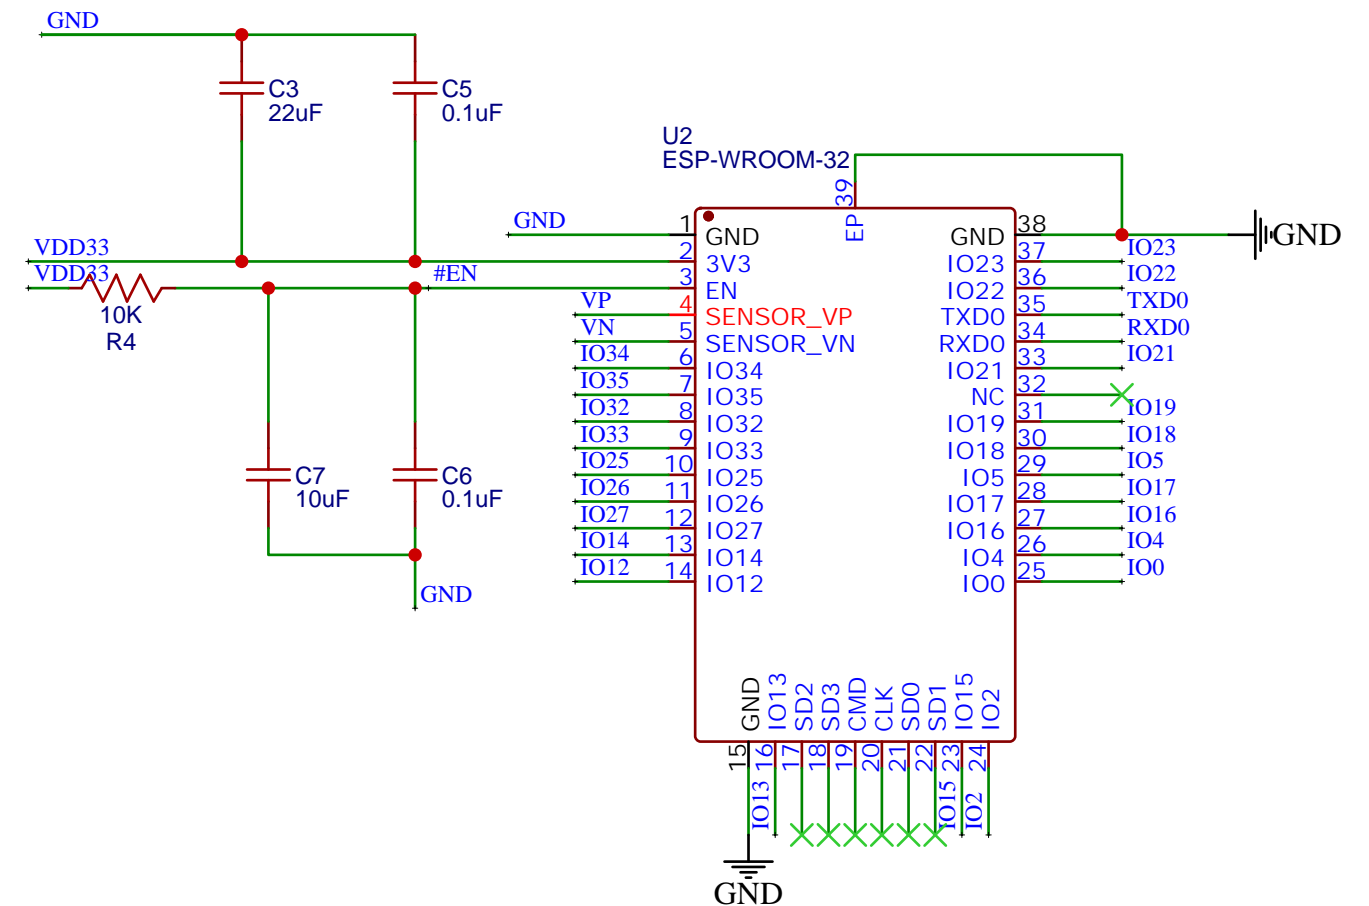 GND
C3
22uF
C5
0.1uF
VDD33
VDD33
10K
R4
#EN
C7
10uF
C6
0.1uF
GND
U2
ESP-WROOM-32
39
EP
GND 1 GND
2 3V3
3 EN
VP 4 SENSOR_VP
VN 5 SENSOR_VN
IO34 6 IO34
IO35 7 IO35
IO32 8 IO32
IO33 9 IO33
IO25 10 IO25
IO26 11 IO26
IO27 12 IO27
IO14 13 IO14
IO12 14 IO12
GND 38 GND
IO23 37 IO23
IO22 36 IO22
TXD0 35 TXD0
RXD0 34 RXD0
IO21 33 IO21
NC 32
IO19 31 IO19
IO18 30 IO18
IO5 29 IO5
IO17 28 IO17
IO16 27 IO16
IO4 26 IO4
IO0 25 IO0
GND 15
IO13 16 IO13
SD2 17
SD3 18
CMD 19
CLK 20
SD0 21
SD1 22
IO15 23 IO15
IO2 24 IO2
GND